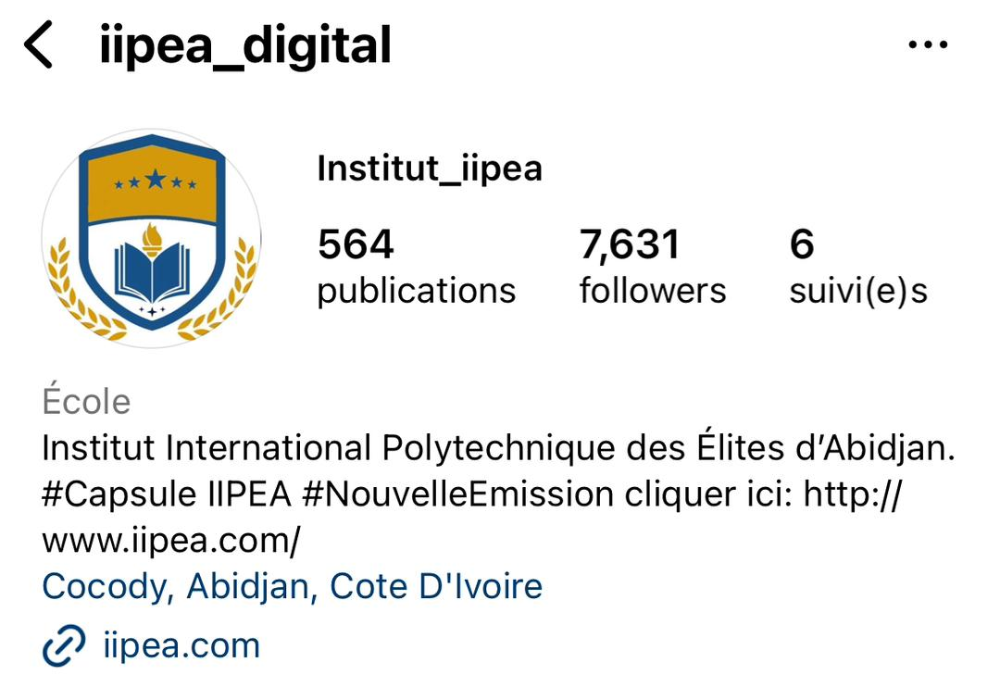 iipea_digital
Institut_iipea
564 7,631 6
publications followers suivi(e)s
École
Institut International Polytechnique des Élites d’Abidjan.
#Capsule IIPEA #NouvelleEmission cliquer ici: http://
www.iipea.com/
Cocody, Abidjan, Cote D'Ivoire
iipea.com